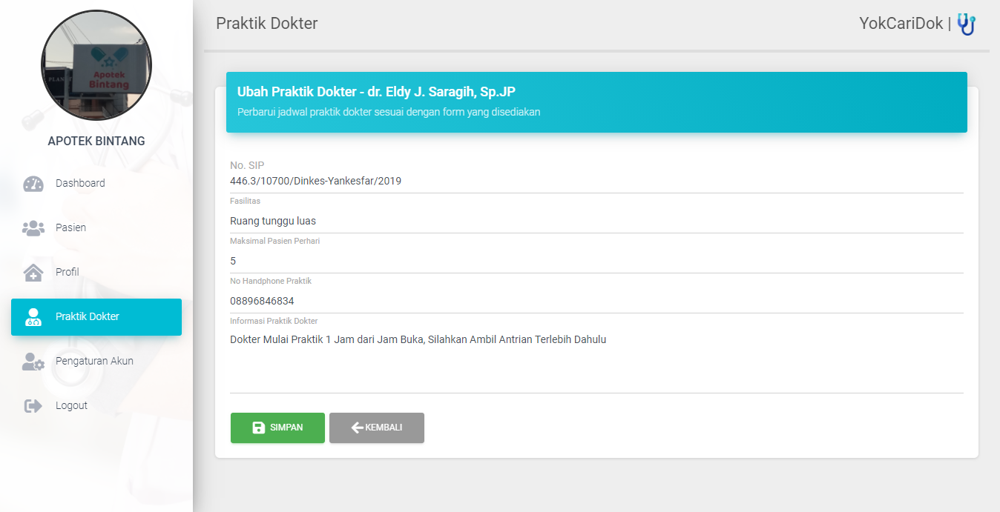 Apotek
Bintang
APOTEK BINTANG
Dashboard
Pasien
Profil
Praktik Dokter
Pengaturan Akun
Logout
Praktik Dokter
YokCariDok |
Ubah Praktik Dokter - dr. Eldy J. Saragih, Sp.JP
Perbarui jadwal praktik dokter sesuai dengan form yang disediakan
No. SIP
446.3/10700/Dinkes-Yankesfar/2019
Fasilitas
Ruang tunggu luas
Maksimal Pasien Perhari
5
No Handphone Praktik
08896846834
Informasi Praktik Dokter
Dokter Mulai Praktik 1 Jam dari Jam Buka, Silahkan Ambil Antrian Terlebih Dahulu
SIMPAN
KEMBALI